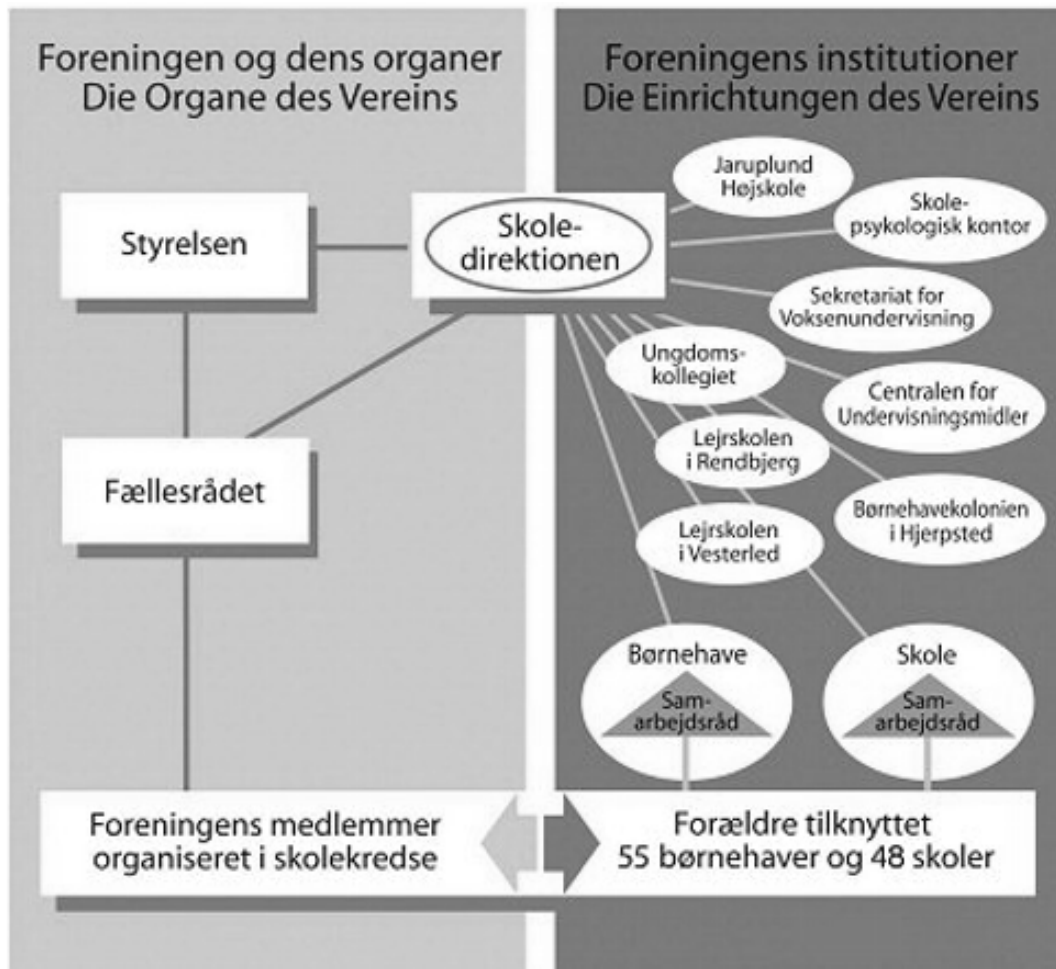 Foreningen og dens organer
Die Organe des Vereins
Foreningens institutioner
Die Einrichtungen des Vereins
Styrelsen
Skole-
direktionen
Fællesrådet
Jaruplund
Højskole
Skole-
psykologisk kontor
Sekretariat for
Voksenundervisning
Ungdoms-
kollegiet
Centralen for
Undervisningsmidler
Lejrskolen
i Rendbjerg
Børnehavekolonien
i Hjerpsted
Lejrskolen
i Vesterled
Børnehave
Sam-
arbejdsråd
Skole
Sam-
arbejdsråd
Foreningens medlemmer
organiseret i skolekredse
Forældre tilknyttet
55 børnehaver og 48 skoler